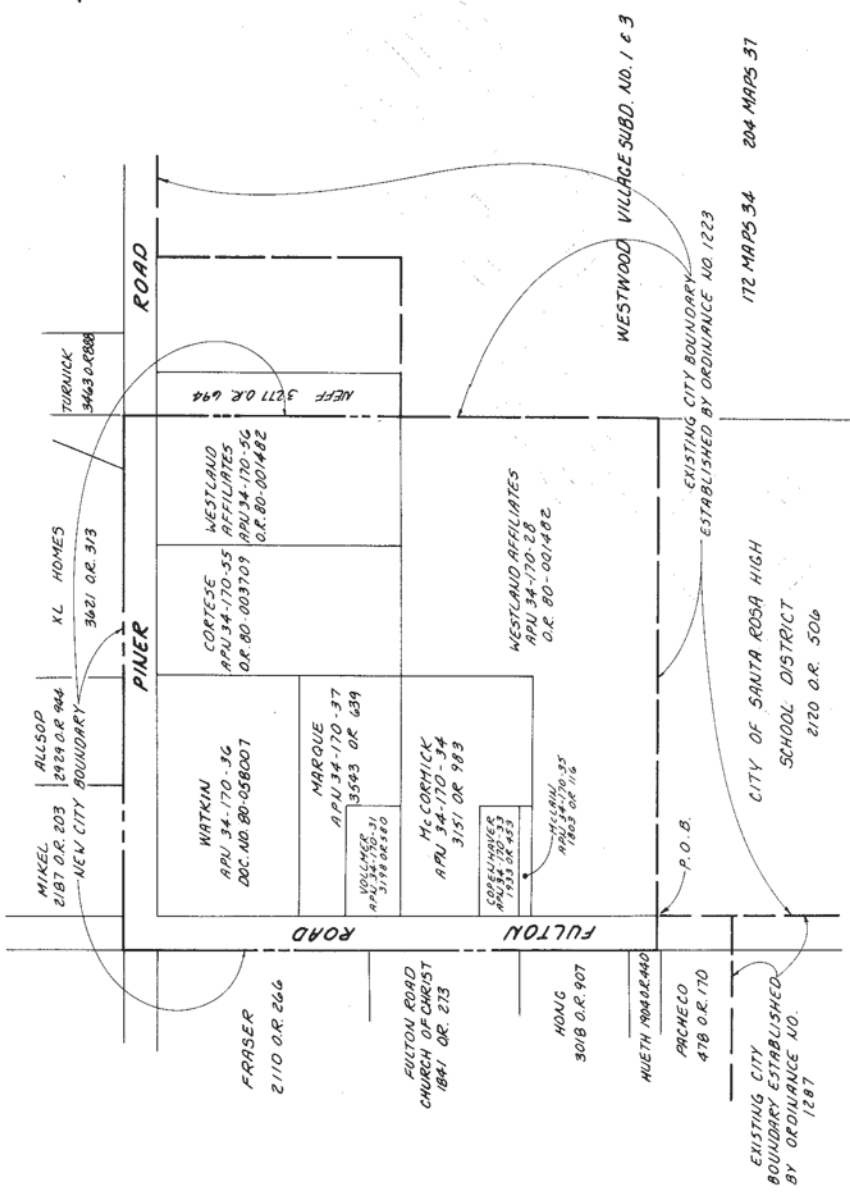 TURNICK
3463 O.R.888
XL HOMES
3621 O.R. 313
ALLSOP
2929 O.R 944
MIKEL
2187 O.R. 203
NEW CITY BOUNDARY
PINER
ROAD
NEFF 3277 O.R. 694
WESTLAND
AFFILIATES
APN 34-170-56
O.R. 80-001482
CORTESE
APN 34-170-55
O.R. 80-003709
WATKIN
APN 34-170-36
DOC. NO. 80-058007
MARQUE
APN 34-170-37
3543 OR 639
VOLLMER
APN 34-170-31
3198 OR 580
McCORMICK
APN 34-170-34
3151 OR 983
COPENHAVER
APN 34-170-33
1933 OR 453
McLAIN
APN 34-170-35
1803 OR 116
WESTLAND AFFILIATES
APN 34-170-28
O.R. 80-001482
FULTON
ROAD
FRASER
2110 O.R. 266
FULTON ROAD
CHURCH OF CHRIST
1841 OR. 273
HONG
3018 O.R. 907
HUETH 1904 O.R. 440
PACHECO
478 O.R. 170
P.O.B.
EXISTING CITY
BOUNDARY ESTABLISHED
BY ORDINANCE NO.
1287
CITY OF SANTA ROSA HIGH
SCHOOL DISTRICT
2120 O.R. 506
EXISTING CITY BOUNDARY
ESTABLISHED BY ORDINANCE NO. 1223
WESTWOOD VILLAGE SUBD. NO. 1 & 3
172 MAPS 34 204 MAPS 37